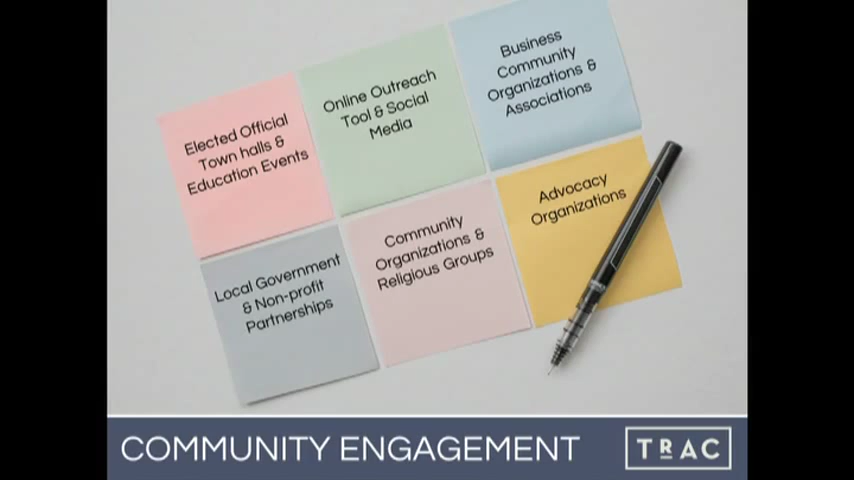 Elected Official
Town halls &
Education Events
Online Outreach
Tool & Social
Media
Business
Community
Organizations &
Associations
Local Government
& Non-profit
Partnerships
Community
Organizations &
Religious Groups
Advocacy
Organizations
COMMUNITY ENGAGEMENT
TRAC